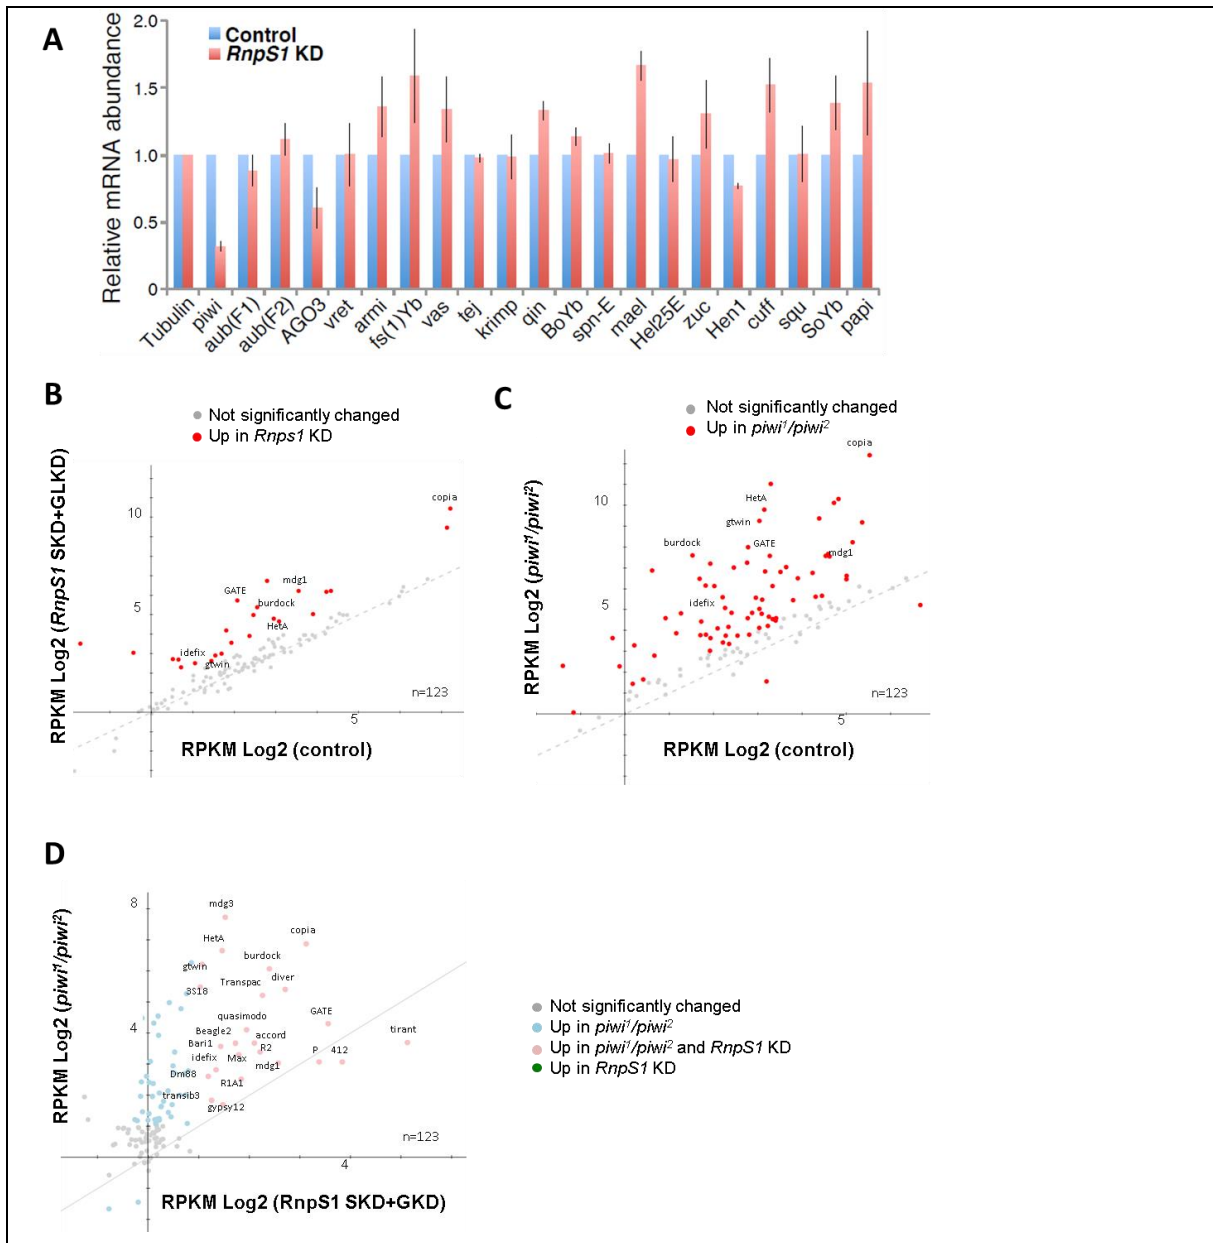 A
Relative mRNA abundance
2.0
1.5
1.0
0.5
0
Control
RnpS1 KD
Tubulin
piwi
aub(F1)
aub(F2)
AGO3
vret
armi
fs(1)Yb
vas
tej
krimp
qin
BoYb
spn-E
mael
Hel25E
zuc
Hen1
cuff
squ
SoYb
papi
B
Not significantly changed
Up in Rnps1 KD
RPKM Log2 (RnpS1 SKD+GLKD)
copia
10
mdg1
GATE
burdock
5
HetA
idefix
gtwin
n=123
5
RPKM Log2 (control)
C
Not significantly changed
Up in piwi1/piwi2
RPKM Log2 (piwi1/piwi2)
copia
10
HetA
gtwin
burdock
GATE
mdg1
5
idefix
n=123
5
RPKM Log2 (control)
D
RPKM Log2 (piwi1/piwi2)
8
mdg3
HetA
copia
gtwin
burdock
Transpac
diver
3S18
quasimodo
GATE
4
Beagle2
accord
tirant
Bari1
R2
P
412
idefix
Max
mdg1
Dm88
R1A1
transib3
gypsy12
n=123
4
RPKM Log2 (RnpS1 SKD+GKD)
Not significantly changed
Up in piwi1/piwi2
Up in piwi1/piwi2 and RnpS1 KD
Up in RnpS1 KD